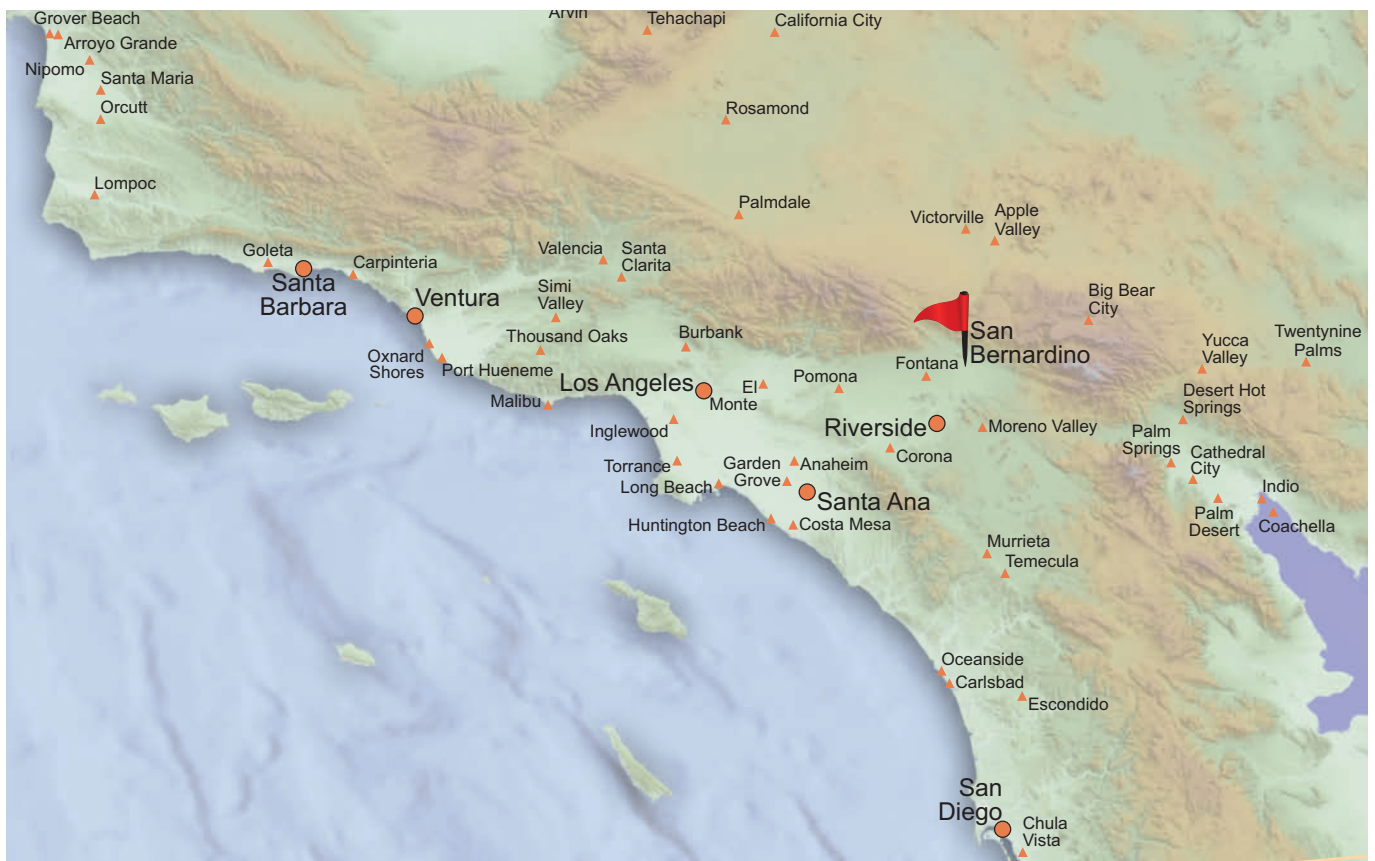 Grover Beach
Arroyo Grande
Nipomo
Santa Maria
Orcutt
Lompoc
Arvin
Tehachapi
California City
Rosamond
Palmdale
Victorville
Apple
Valley
Goleta
Santa
Barbara
Carpinteria
Ventura
Valencia
Santa
Clarita
Simi
Valley
Oxnard
Shores
Port Hueneme
Thousand Oaks
Burbank
Big Bear
City
San
Bernardino
Yucca
Valley
Twentynine
Palms
Malibu
Los Angeles
El
Monte
Pomona
Fontana
Desert Hot
Springs
Inglewood
Riverside
Moreno Valley
Palm
Springs
Cathedral
City
Torrance
Garden
Grove
Anaheim
Corona
Long Beach
Santa Ana
Indio
Palm
Desert
Coachella
Huntington Beach
Costa Mesa
Murrieta
Temecula
Oceanside
Carlsbad
Escondido
San
Diego
Chula
Vista